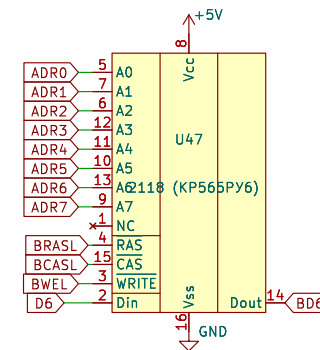 +5V
8
Vcc
ADR0 5 A0
ADR1 7 A1
ADR2 6 A2
ADR3 12 A3
ADR4 11 A4
ADR5 10 A5
ADR6 13 A6
ADR7 9 A7
U47
2118 (КР565РУ6)
1 NC
BRASL 4 RAS
BCASL 15 CAS
BWEL 3 WRITE
D6 2 Din
Vss
Dout 14 BD6
16
GND